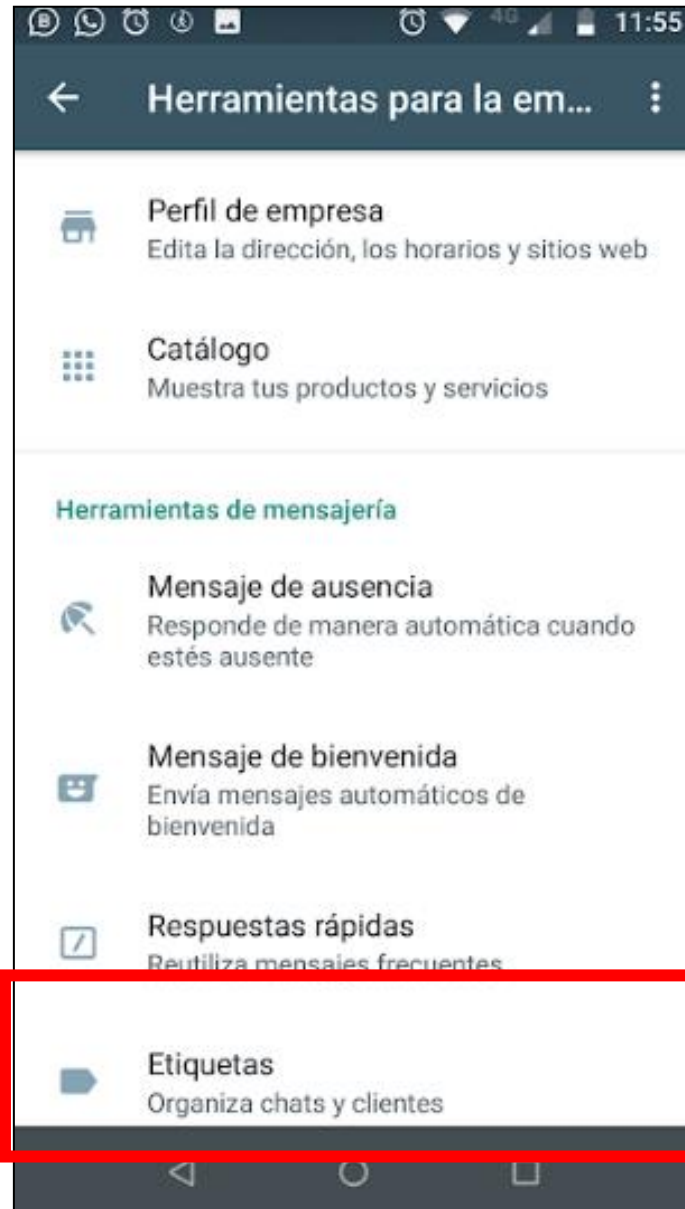 4G 11:55
Herramientas para la em...
Perfil de empresa
Edita la dirección, los horarios y sitios web
Catálogo
Muestra tus productos y servicios
Herramientas de mensajería
Mensaje de ausencia
Responde de manera automática cuando
estés ausente
Mensaje de bienvenida
Envía mensajes automáticos de
bienvenida
Respuestas rápidas
Reutiliza mensajes frecuentes
Etiquetas
Organiza chats y clientes